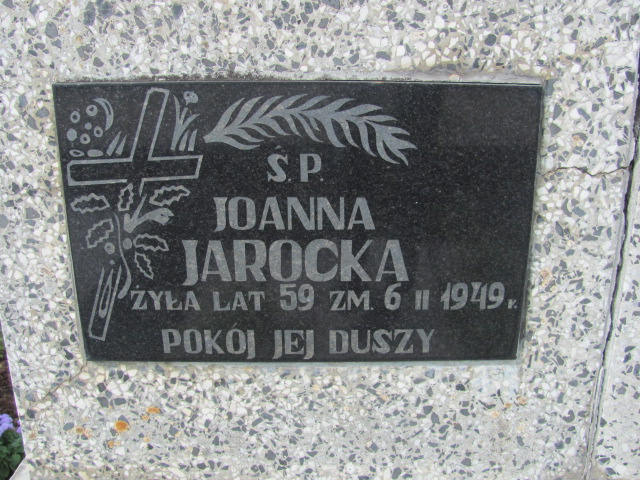 Ś.P.
JOANNA
JAROCKA
ŻYŁA LAT 59 ZM. 6 II 1949 r.
POKÓJ JEJ DUSZY